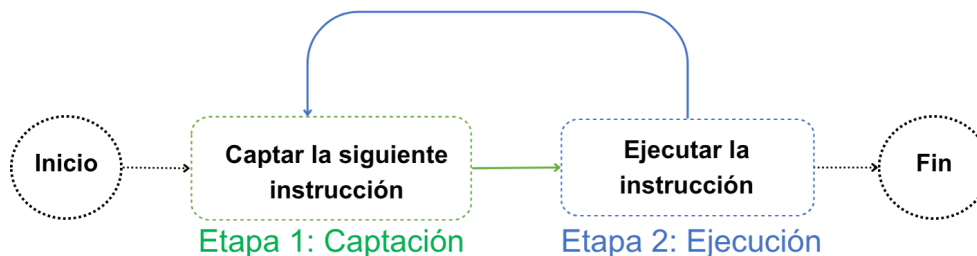 Inicio
Captar la siguiente
instrucción
Etapa 1: Captación
Ejecutar la
instrucción
Etapa 2: Ejecución
Fin